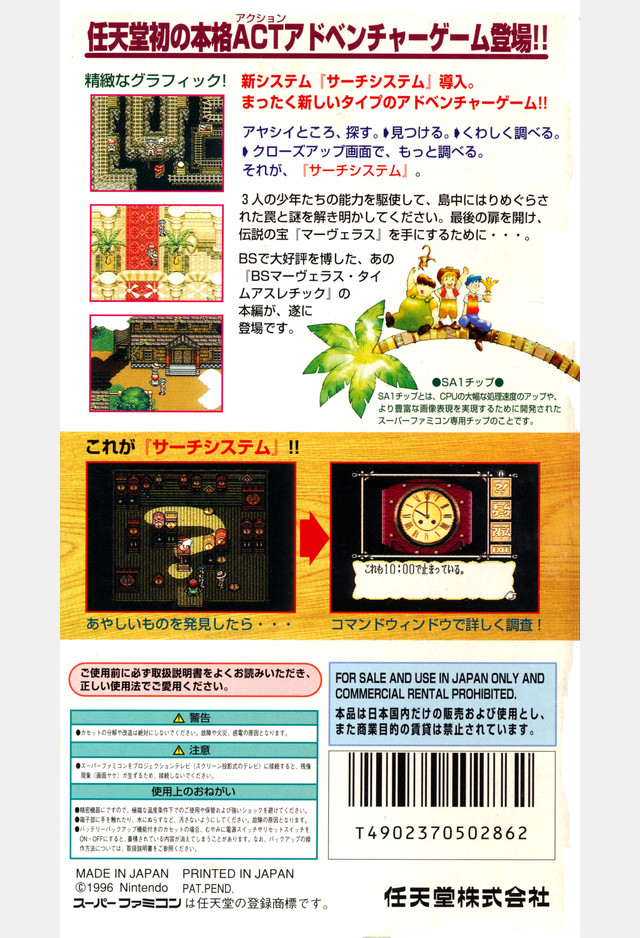 アクション
任天堂初の本格ACTアドベンチャーゲーム登場!!
精緻なグラフィック!
新システム『サーチシステム』導入。
まったく新しいタイプのアドベンチャーゲーム!!
アヤシイところ、探す。➧見つける。➧くわしく調べる。
➧クローズアップ画面で、もっと調べる。
それが、『サーチシステム』。
3人の少年たちの能力を駆使して、島中にはりめぐらさ
れた罠と謎を解き明かしてください。最後の扉を開け、
伝説の宝『マーヴェラス』を手にするために・・・。
BSで大好評を博した、あの
『BSマーヴェラス・タイ
ムアスレチック』の
本編が、遂に
登場です。
●SA1チップ●
SA1チップとは、CPUの大幅な処理速度のアップや、
より豊富な画像表現を実現するために開発された
スーパーファミコン専用チップのことです。
これが『サーチシステム』!!
これも10:00で止まっている。
EXIT
あやしいものを発見したら・・・
コマンドウィンドウで詳しく調査!
ご使用前に必ず取扱説明書をよくお読みいただき、
正しい使用法でご愛用ください。
⚠警告
●カセットの分解や改造は絶対にしないでください。故障や火災、感電の原因となります。
⚠注意
●スーパーファミコンをプロジェクションテレビ(スクリーン投影式のテレビ)に接続すると、残像
現象(画面ヤケ)が生ずるため、接続しないでください。
使用上のおねがい
●精密機器ですので、極端な温度条件下でのご使用や保管および強いショックを避けてください。
●端子部に手を触れたり、水にぬらすなど、汚さないようにしてください。故障の原因となります。
●バッテリーバックアップ機能付きのカセットの場合、むやみに電源スイッチやリセットスイッチを
ON・OFFにすると、蓄積されている内容が消えてしまうことがあります。なお、バックアップの操
作方法については、取扱説明書をご参照ください。
FOR SALE AND USE IN JAPAN ONLY AND
COMMERCIAL RENTAL PROHIBITED.
本品は日本国内だけの販売および使用とし、
また商業目的の賃貸は禁止されています。
T4902370502862
MADE IN JAPAN PRINTED IN JAPAN
©1996 Nintendo PAT.PEND.
スーパーファミコンは任天堂の登録商標です。
任天堂株式会社